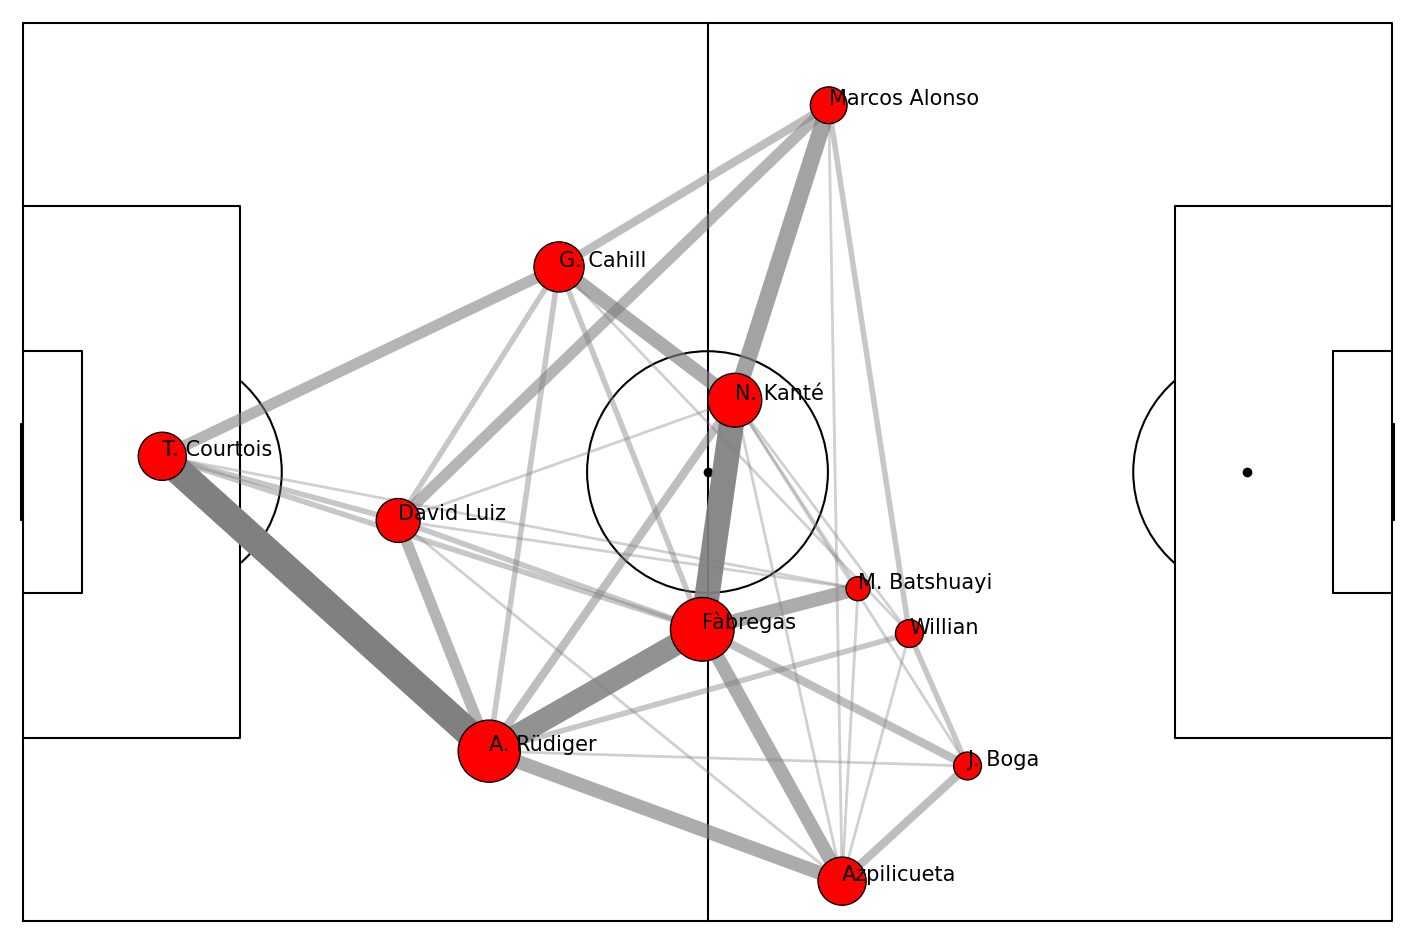 Marcos Alonso
G. Cahill
N. Kanté
T. Courtois
David Luiz
M. Batshuayi
Fàbregas
Willian
A. Rüdiger
J. Boga
Azpilicueta